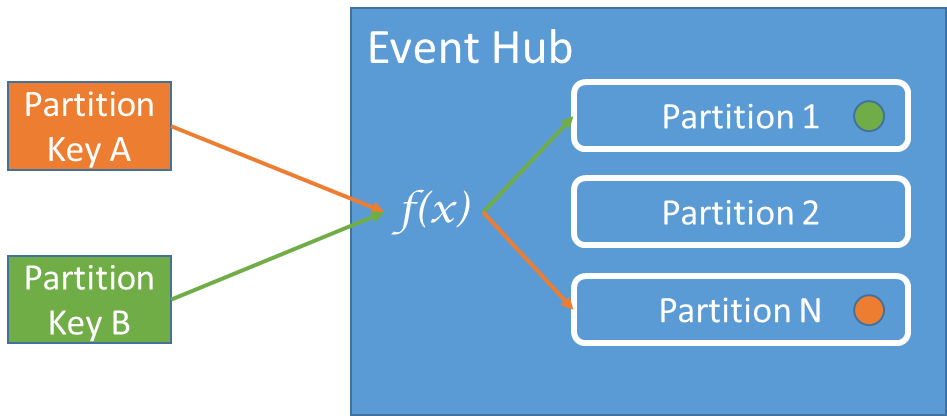 Event Hub
Partition
Key A
Partition
Key B
f(x)
Partition 1
Partition 2
Partition N